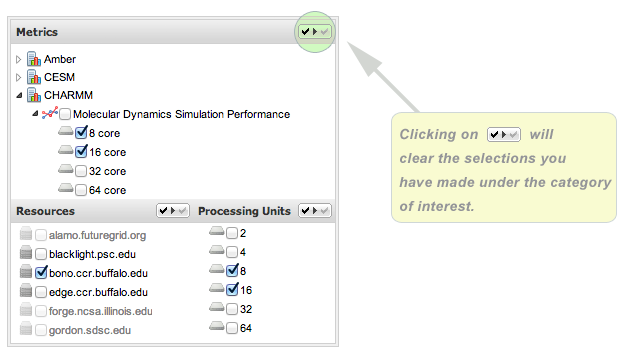 Metrics
Amber
CESM
CHARMM
Molecular Dynamics Simulation Performance
8 core
16 core
32 core
64 core
Resources
alamo.futuregrid.org
blacklight.psc.edu
bono.ccr.buffalo.edu
edge.ccr.buffalo.edu
forge.ncsa.illinois.edu
gordon.sdsc.edu
Processing Units
2
4
8
16
32
64
Clicking on will
clear the selections you
have made under the category
of interest.